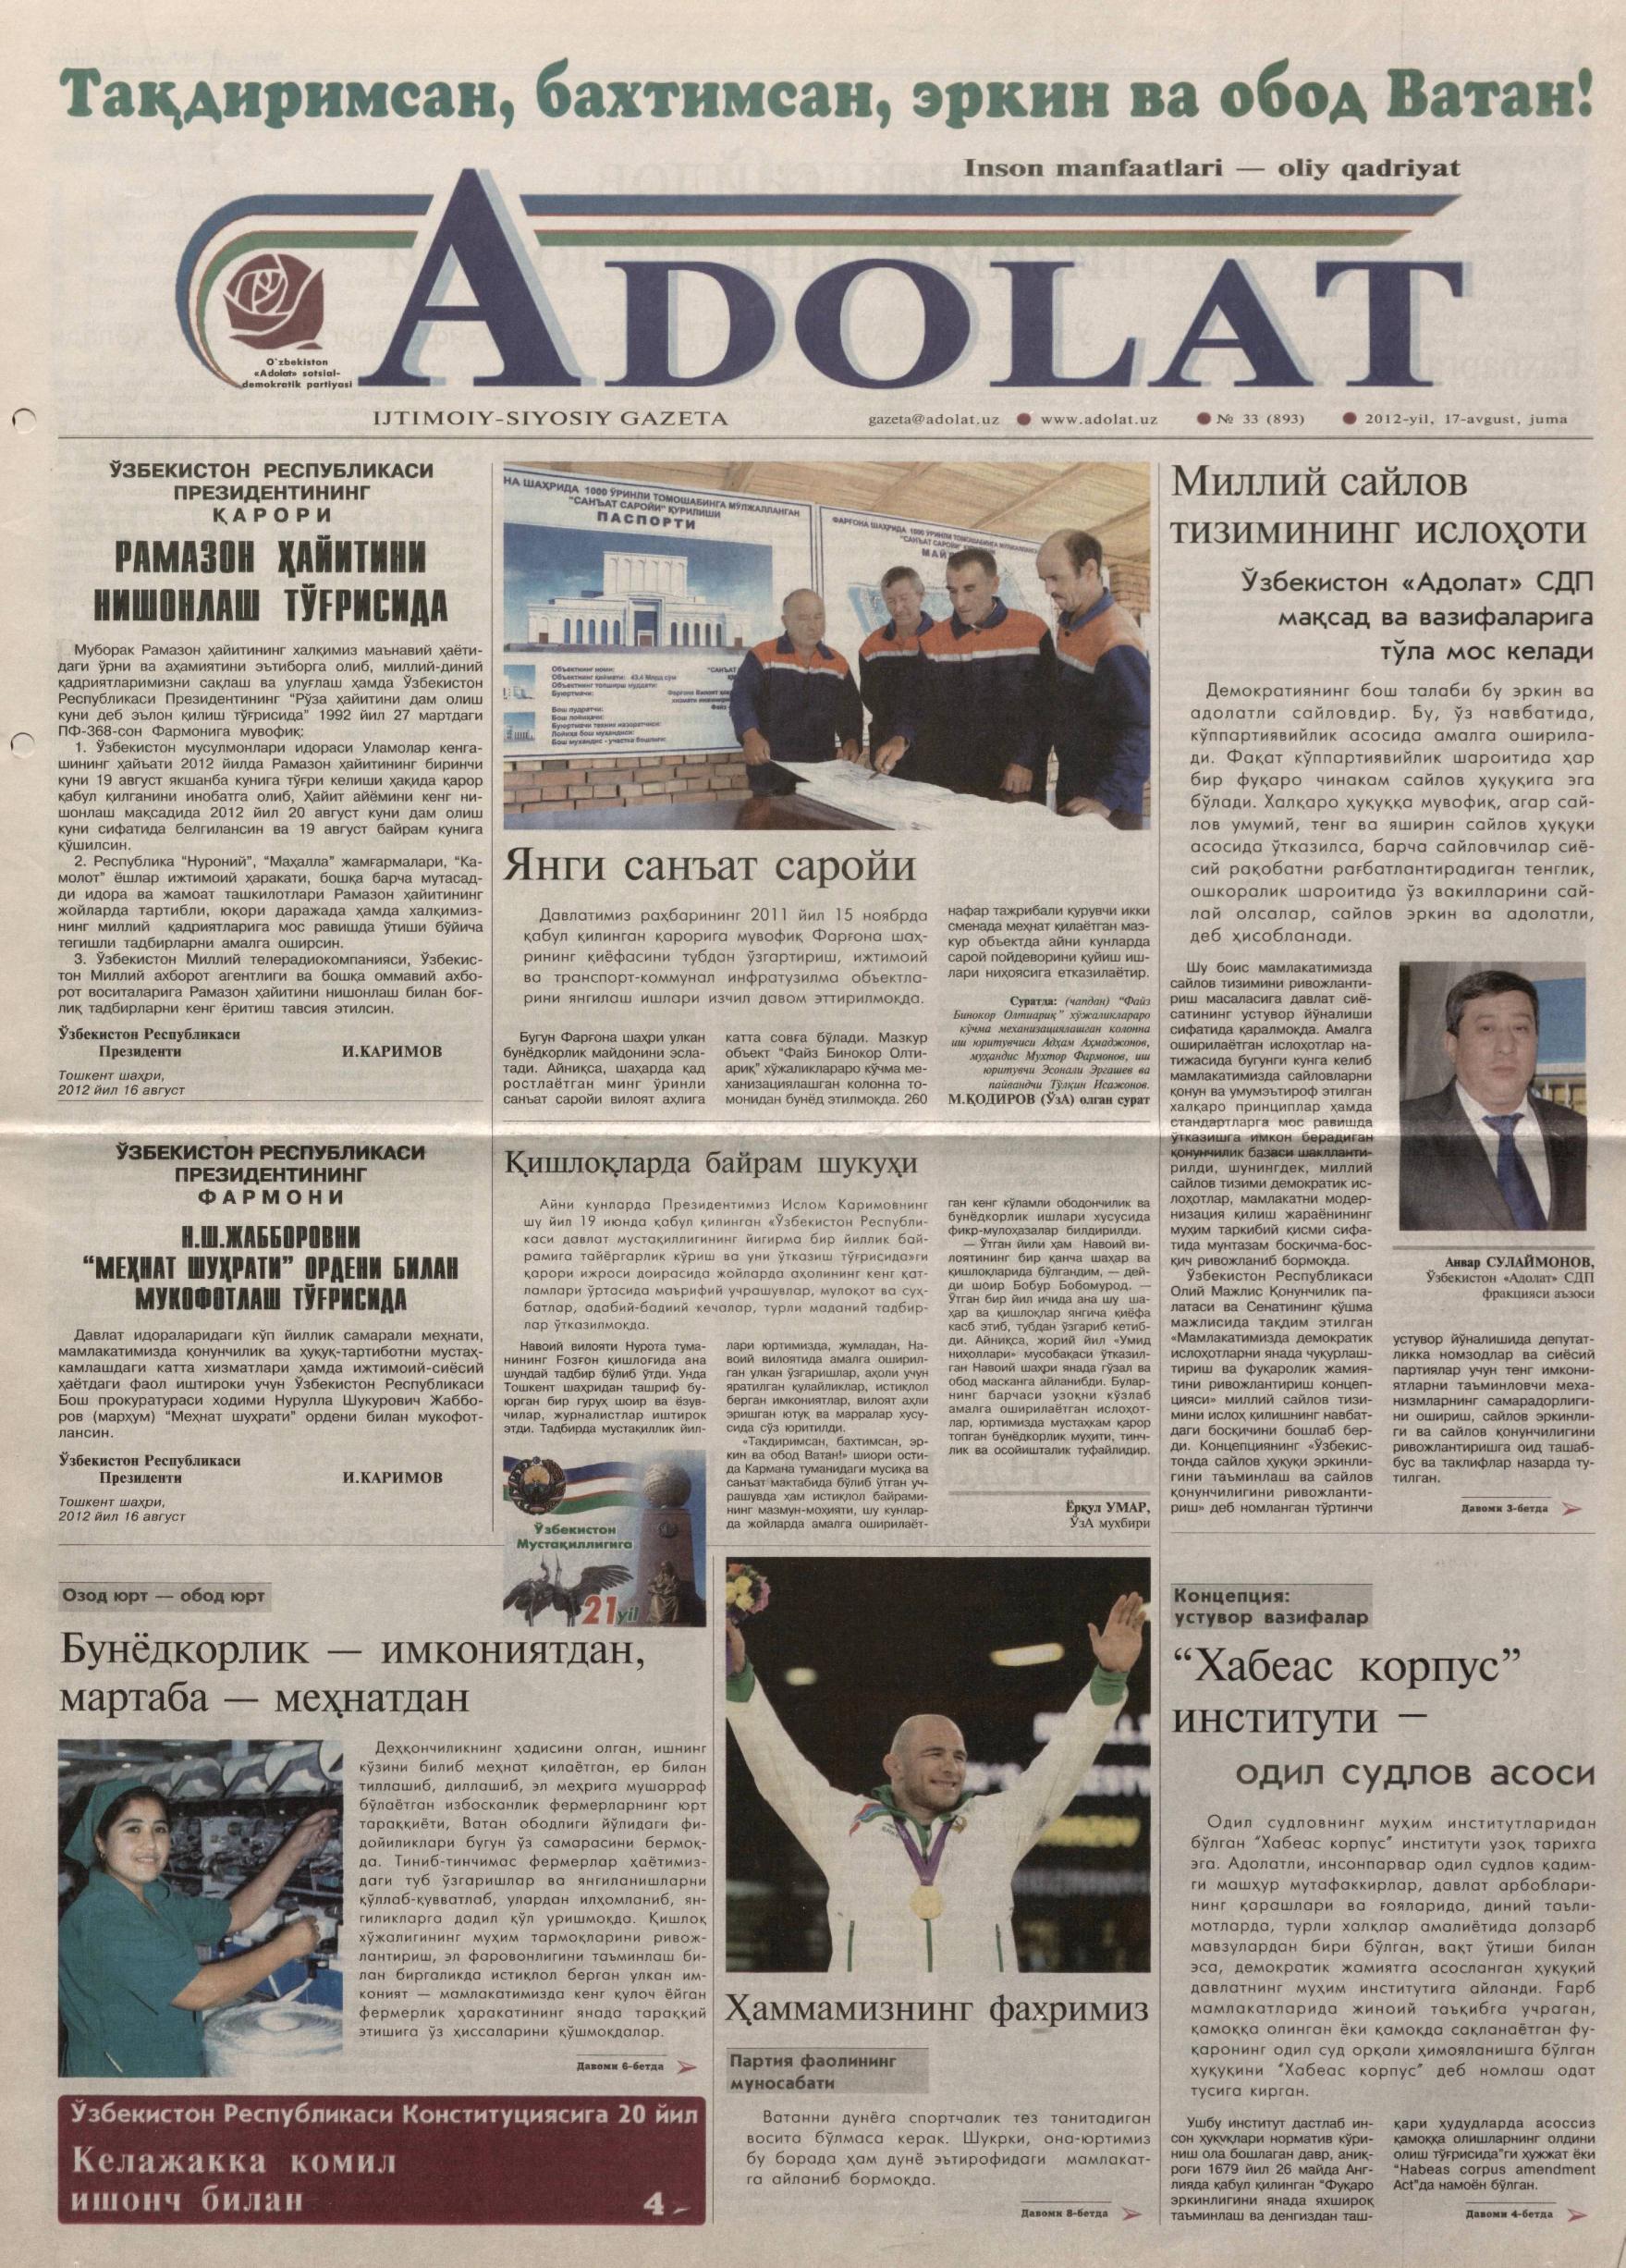 Тақдиримсан, бахтимсан, эркин ва обод Ватан!
Inson manfaatlari — oliy qadriyat
ADOLAT
O'zbekiston
«Adolat» sotsial-
demokratik partiyasi
IJTIMOIY-SIYOSIY GAZETA
gazeta@adolat.uz ● www.adolat.uz ● № 33 (893) ● 2012-yil, 17-avgust, juma
ЎЗБЕКИСТОН РЕСПУБЛИКАСИ
ПРЕЗИДЕНТИНИНГ
ҚАРОРИ
РАМАЗОН ҲАЙИТИНИ
НИШОНЛАШ ТЎҒРИСИДА
Муборак Рамазон ҳайитининг халқимиз маънавий ҳаёти-
даги ўрни ва аҳамиятини эътиборга олиб, миллий-диний
қадриятларимизни сақлаш ва улуғлаш ҳамда Ўзбекистон
Республикаси Президентининг "Рўза ҳайитини дам олиш
куни деб эълон қилиш тўғрисида" 1992 йил 27 мартдаги
ПФ-368-сон Фармонига мувофиқ:
1. Ўзбекистон мусулмонлари идораси Уламолар кенга-
шининг ҳайъати 2012 йилда Рамазон ҳайитининг биринчи
куни 19 август якшанба кунига тўғри келиши ҳақида қарор
қабул қилганини инобатга олиб, Ҳайит айёмини кенг ни-
шонлаш мақсадида 2012 йил 20 август куни дам олиш
куни сифатида белгилансин ва 19 август байрам кунига
қўшилсин.
2. Республика "Нуроний", "Маҳалла" жамғармалари, "Ка-
молот" ёшлар ижтимоий ҳаракати, бошқа барча мутасад-
ди идора ва жамоат ташкилотлари Рамазон ҳайитининг
жойларда тартибли, юқори даражада ҳамда халқимиз-
нинг миллий қадриятларига мос равишда ўтиши бўйича
тегишли тадбирларни амалга оширсин.
3. Ўзбекистон Миллий телерадиокомпанияси, Ўзбекис-
тон Миллий ахборот агентлиги ва бошқа оммавий ахбо-
рот воситаларига Рамазон ҳайитини нишонлаш билан боғ-
лиқ тадбирларни кенг ёритиш тавсия этилсин.
Ўзбекистон Республикаси
Президенти И.КАРИМОВ
Тошкент шаҳри,
2012 йил 16 август
ЎЗБЕКИСТОН РЕСПУБЛИКАСИ
ПРЕЗИДЕНТИНИНГ
ФАРМОНИ
Н.Ш.ЖАББОРОВНИ
"МЕҲНАТ ШУҲРАТИ" ОРДЕНИ БИЛАН
МУКОФОТЛАШ ТЎҒРИСИДА
Давлат идораларидаги кўп йиллик самарали меҳнати,
мамлакатимизда қонунчилик ва ҳуқуқ-тартиботни мустаҳ-
камлашдаги катта хизматлари ҳамда ижтимоий-сиёсий
ҳаётдаги фаол иштироки учун Ўзбекистон Республикаси
Бош прокуратураси ходими Нурулла Шукурович Жаббо-
ров (марҳум) "Меҳнат шуҳрати" ордени билан мукофот-
лансин.
Ўзбекистон Республикаси
Президенти И.КАРИМОВ
Тошкент шаҳри,
2012 йил 16 август
НА ШАҲРИДА 1000 ЎРИНЛИ ТОМОШАБИНГА МЎЛЖАЛЛАНГАН
"САНЪАТ САРОЙИ" ҚУРИЛИШИ
ПАСПОРТИ
ФАРҒОНА ШАҲРИДА 1000 ЎРИНЛИ ТОМОШАБИНГА
"САНЪАТ САРОЙИ"
Янги санъат саройи
Давлатимиз раҳбарининг 2011 йил 15 ноябрда
қабул қилинган қарорига мувофиқ Фарғона шаҳ-
рининг қиёфасини тубдан ўзгартириш, ижтимоий
ва транспорт-коммунал инфратузилма объектла-
рини янгилаш ишлари изчил давом эттирилмоқда.
Бугун Фарғона шаҳри улкан
бунёдкорлик майдонини эсла-
тади. Айниқса, шаҳарда қад
ростлаётган минг ўринли
санъат саройи вилоят аҳлига
катта совға бўлади. Мазкур
объект "Файз Бинокор Олти-
ариқ" хўжаликлараро кўчма ме-
ханизациялашган колонна то-
монидан бунёд этилмоқда. 260
нафар тажрибали қурувчи икки
сменада меҳнат қилаётган маз-
кур объектда айни кунларда
сарой пойдеворини қуйиш иш-
лари ниҳоясига етказилаётир.
Суратда: (чапдан) "Файз
Бинокор Олтиариқ" хўжаликлараро
кўчма механизациялашган колонна
иш юритувчиси Адҳам Аҳмаджонов,
муҳандис Мухтор Фармонов, иш
юритувчи Эсонали Эргашев ва
пайвандчи Тўлқин Исажонов.
М.ҚОДИРОВ (ЎзА) олган сурат
Қишлоқларда байрам шукуҳи
Айни кунларда Президентимиз Ислом Каримовнинг
шу йил 19 июнда қабул қилинган «Ўзбекистон Республи-
каси давлат мустақиллигининг йигирма бир йиллик бай-
рамига тайёргарлик кўриш ва уни ўтказиш тўғрисида»ги
қарори ижроси доирасида жойларда аҳолининг кенг қат-
ламлари ўртасида маърифий учрашувлар, мулоқот ва суҳ-
батлар, адабий-бадиий кечалар, турли маданий тадбир-
лар ўтказилмоқда.
Навоий вилояти Нурота тума-
нининг Ғозғон қишлоғида ана
шундай тадбир бўлиб ўтди. Унда
Тошкент шаҳридан ташриф бу-
юрган бир гуруҳ шоир ва ёзув-
чилар, журналистлар иштирок
этди. Тадбирда мустақиллик йил-
лари юртимизда, жумладан, На-
воий вилоятида амалга оширил-
ган улкан ўзгаришлар, аҳоли учун
яратилган қулайликлар, истиқлол
берган имкониятлар, вилоят аҳли
эришган ютуқ ва марралар хусу-
сида сўз юритилди.
«Тақдиримсан, бахтимсан, эр-
кин ва обод Ватан!» шиори ости-
да Кармана туманидаги мусиқа ва
санъат мактабида бўлиб ўтган уч-
рашувда ҳам истиқлол байрами-
нинг мазмун-моҳияти, шу кунлар-
да жойларда амалга оширилаёт-
ган кенг кўламли ободончилик ва
бунёдкорлик ишлари хусусида
фикр-мулоҳазалар билдирилди.
— Ўтган йили ҳам Навоий ви-
лоятининг бир қанча шаҳар ва
қишлоқларида бўлгандим, — дей-
ди шоир Бобур Бобомурод. —
Ўтган бир йил ичида ана шу ша-
ҳар ва қишлоқлар янгича қиёфа
касб этиб, тубдан ўзгариб кетиб-
ди. Айниқса, жорий йил «Умид
ниҳоллари» мусобақаси ўтказил-
ган Навоий шаҳри янада гўзал ва
обод масканга айланибди. Булар-
нинг барчаси узоқни кўзлаб
амалга оширилаётган ислоҳот-
лар, юртимизда мустаҳкам қарор
топган бунёдкорлик муҳити, тинч-
лик ва осойишталик туфайлидир.
Ёрқул УМАР,
ЎзА мухбири
Ўзбекистон
Мустақиллигига
21 yil
Миллий сайлов
тизимининг ислоҳоти
Ўзбекистон «Адолат» СДП
мақсад ва вазифаларига
тўла мос келади
Демократиянинг бош талаби бу эркин ва
адолатли сайловдир. Бу, ўз навбатида,
кўппартиявийлик асосида амалга оширила-
ди. Фақат кўппартиявийлик шароитида ҳар
бир фуқаро чинакам сайлов ҳуқуқига эга
бўлади. Халқаро ҳуқуққа мувофиқ, агар сай-
лов умумий, тенг ва яширин сайлов ҳуқуқи
асосида ўтказилса, барча сайловчилар сиё-
сий рақобатни рағбатлантирадиган тенглик,
ошкоралик шароитида ўз вакилларини сай-
лай олсалар, сайлов эркин ва адолатли,
деб ҳисобланади.
Шу боис мамлакатимизда
сайлов тизимини ривожланти-
риш масаласига давлат сиё-
сатининг устувор йўналиши
сифатида қаралмоқда. Амалга
оширилаётган ислоҳотлар на-
тижасида бугунги кунга келиб
мамлакатимизда сайловларни
қонун ва умумэътироф этилган
халқаро принциплар ҳамда
стандартларга мос равишда
ўтказишга имкон берадиган
қонунчилик базаси шакллантирилди, шунингдек, миллий
сайлов тизими демократик ис-
лоҳотлар, мамлакатни модер-
низация қилиш жараёнининг
муҳим таркибий қисми сифа-
тида мунтазам босқичма-бос-
қич ривожланиб бормоқда.
Ўзбекистон Республикаси
Олий Мажлис Қонунчилик па-
латаси ва Сенатининг қўшма
мажлисида тақдим этилган
«Мамлакатимизда демократик
ислоҳотларни янада чуқурлаш-
тириш ва фуқаролик жамия-
тини ривожлантириш концеп-
цияси» миллий сайлов тизи-
мини ислоҳ қилишнинг навбат-
даги босқичини бошлаб бер-
ди. Концепциянинг «Ўзбекис-
тонда сайлов ҳуқуқи эркинли-
гини таъминлаш ва сайлов
қонунчилигини ривожланти-
риш» деб номланган тўртинчи
Анвар СУЛАЙМОНОВ,
Ўзбекистон «Адолат» СДП
фракцияси аъзоси
устувор йўналишида депутат-
ликка номзодлар ва сиёсий
партиялар учун тенг имкони-
ятларни таъминловчи меха-
низмларнинг самарадорлиги-
ни ошириш, сайлов эркинли-
ги ва сайлов қонунчилигини
ривожлантиришга оид ташаб-
бус ва таклифлар назарда ту-
тилган.
Давоми 3-бетда
Озод юрт — обод юрт
Бунёдкорлик — имкониятдан,
мартаба — меҳнатдан
Деҳқончиликнинг ҳадисини олган, ишнинг
кўзини билиб меҳнат қилаётган, ер билан
тиллашиб, диллашиб, эл меҳрига мушарраф
бўлаётган избосканлик фермерларнинг юрт
тараққиёти, Ватан ободлиги йўлидаги фи-
дойиликлари бугун ўз самарасини бермоқ-
да. Тиниб-тинчимас фермерлар ҳаётимиз-
даги туб ўзгаришлар ва янгиланишларни
қўллаб-қувватлаб, улардан илҳомланиб, ян-
гиликларга дадил қўл уришмоқда. Қишлоқ
хўжалигининг муҳим тармоқларини ривож-
лантириш, эл фаровонлигини таъминлаш би-
лан биргаликда истиқлол берган улкан им-
коният — мамлакатимизда кенг қулоч ёйган
фермерлик ҳаракатининг янада тараққий
этишига ўз ҳиссаларини қўшмоқдалар.
Давоми 6-бетда
Ўзбекистон Республикаси Конституциясига 20 йил
Келажакка комил
ишонч билан 4 –
Ҳаммамизнинг фахримиз
Партия фаолининг
муносабати
Ватанни дунёга спортчалик тез танитадиган
восита бўлмаса керак. Шукрки, она-юртимиз
бу борада ҳам дунё эътирофидаги мамлакат-
га айланиб бормоқда.
Давоми 8-бетда
Концепция:
устувор вазифалар
"Хабеас корпус"
институти —
одил судлов асоси
Одил судловнинг муҳим институтларидан
бўлган "Хабеас корпус" институти узоқ тарихга
эга. Адолатли, инсонпарвар одил судлов қадим-
ги машҳур мутафаккирлар, давлат арбоблари-
нинг қарашлари ва ғояларида, диний таъли-
мотларда, турли халқлар амалиётида долзарб
мавзулардан бири бўлган, вақт ўтиши билан
эса, демократик жамиятга асосланган ҳуқуқий
давлатнинг муҳим институтига айланди. Ғарб
мамлакатларида жиноий таъқибга учраган,
қамоққа олинган ёки қамоқда сақланаётган фу-
қаронинг одил суд орқали ҳимояланишга бўлган
ҳуқуқини "Хабеас корпус" деб номлаш одат
тусига кирган.
Ушбу институт дастлаб ин-
сон ҳуқуқлари норматив кўри-
ниш ола бошлаган давр, аниқ-
роғи 1679 йил 26 майда Анг-
лияда қабул қилинган "Фуқаро
эркинлигини янада яхшироқ
таъминлаш ва денгиздан таш-
қари ҳудудларда асоссиз
қамоққа олишларнинг олдини
олиш тўғрисида"ги ҳужжат ёки
"Habeas corpus amendment
Act"да намоён бўлган.
Давоми 4-бетда